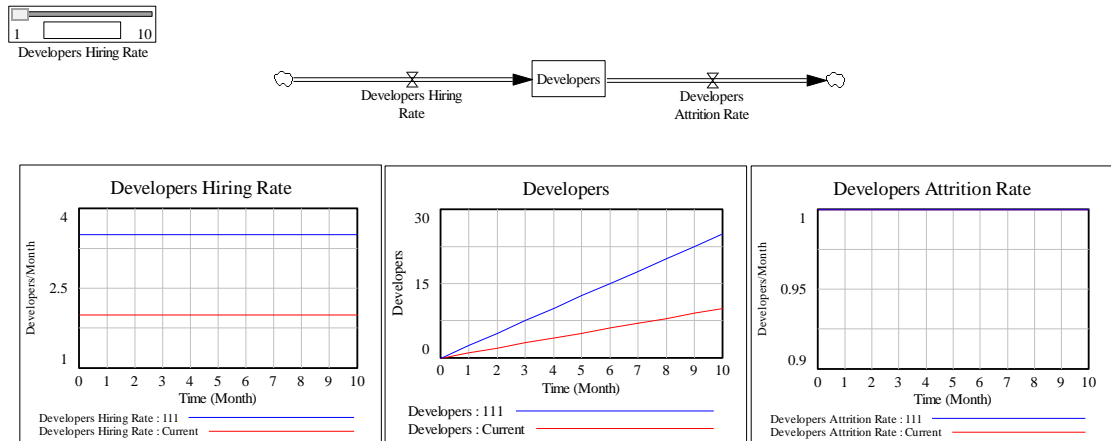 1 10
Developers Hiring Rate
Developers Hiring
Rate
Developers
Developers
Attrition Rate
Developers Hiring Rate
4
2.5
1
Developers/Month
0 1 2 3 4 5 6 7 8 9 10
Time (Month)
Developers Hiring Rate : 111
Developers Hiring Rate : Current
Developers
30
15
0
Developers
0 1 2 3 4 5 6 7 8 9 10
Time (Month)
Developers : 111
Developers : Current
Developers Attrition Rate
1
0.95
0.9
Developers/Month
0 1 2 3 4 5 6 7 8 9 10
Time (Month)
Developers Attrition Rate : 111
Developers Attrition Rate : Current